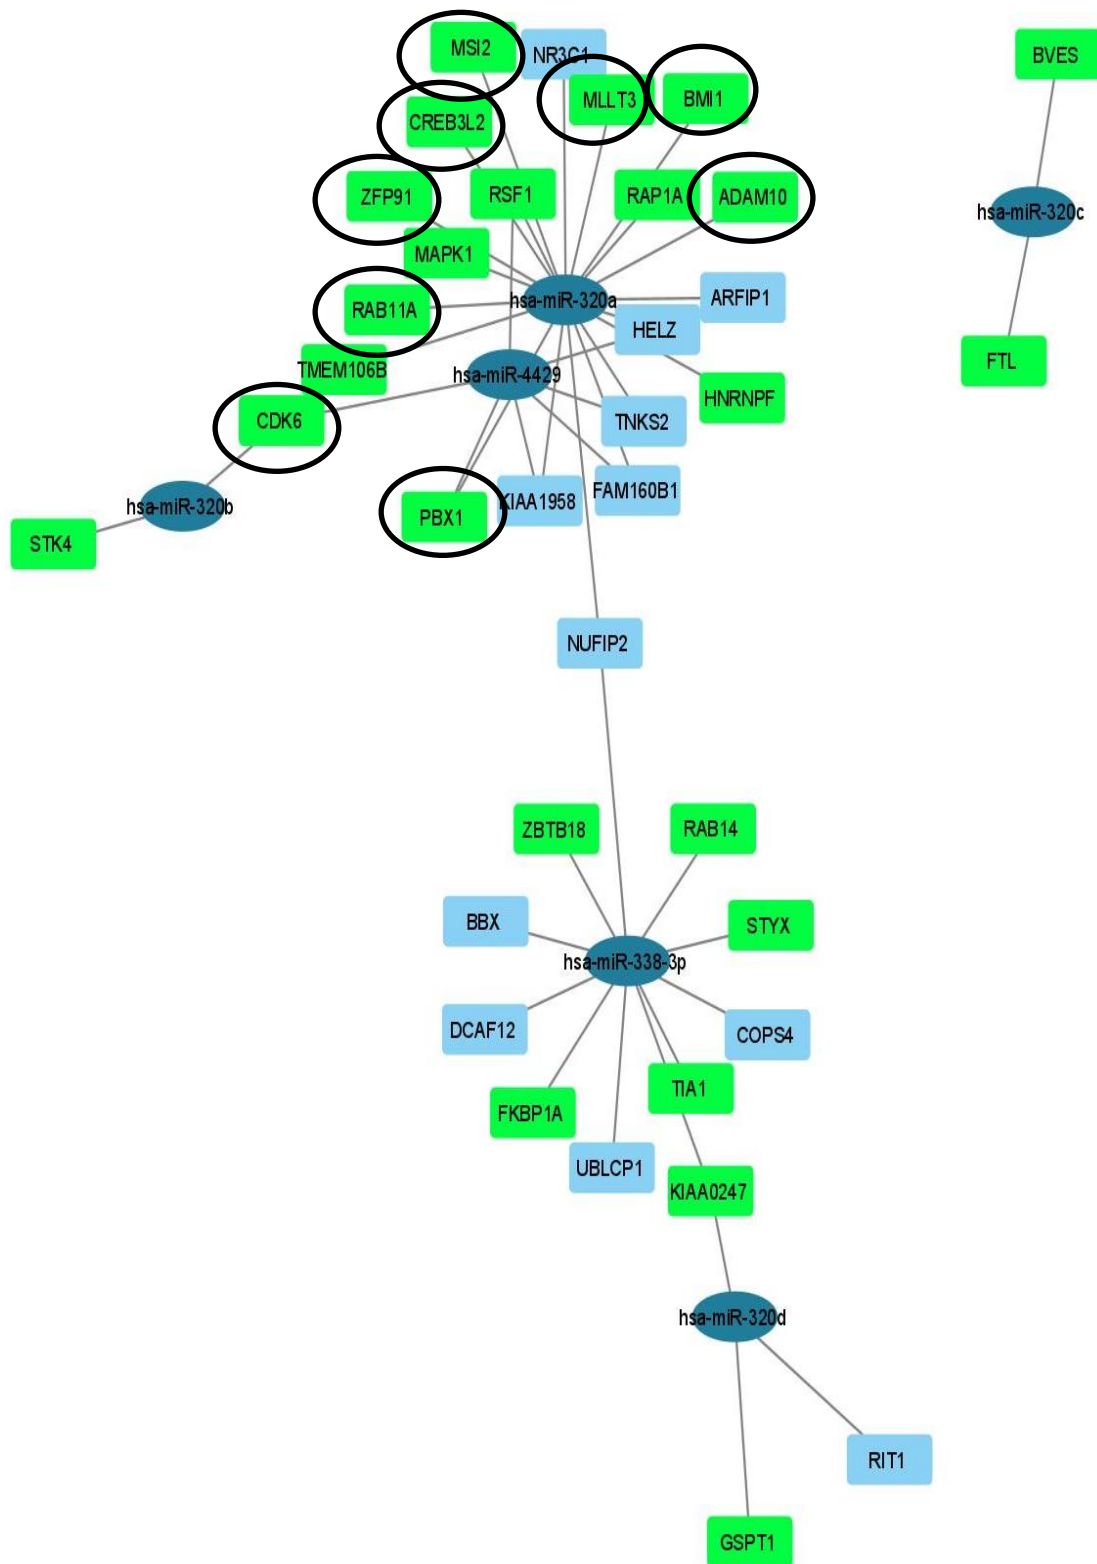 MSI2
NR3C1
BVES
MLLT3
BMI1
CREB3L2
ZFP91
RSF1
RAP1A
ADAM10
hsa-miR-320c
MAPK1
RAB11A
hsa-miR-320a
ARFIP1
HELZ
TMEM106B
hsa-miR-4429
FTL
HNRNPF
CDK6
TNKS2
hsa-miR-320b
PBX1
KIAA1958
FAM160B1
STK4
NUFIP2
ZBTB18
RAB14
BBX
STYX
hsa-miR-338-3p
DCAF12
COPS4
TIA1
FKBP1A
UBLCP1
KIAA0247
hsa-miR-320d
RIT1
GSPT1